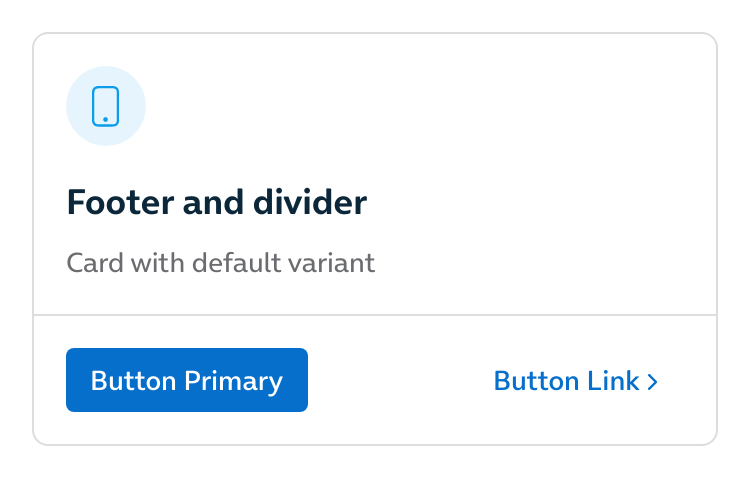 Footer and divider
Card with default variant
Button Primary
Button Link